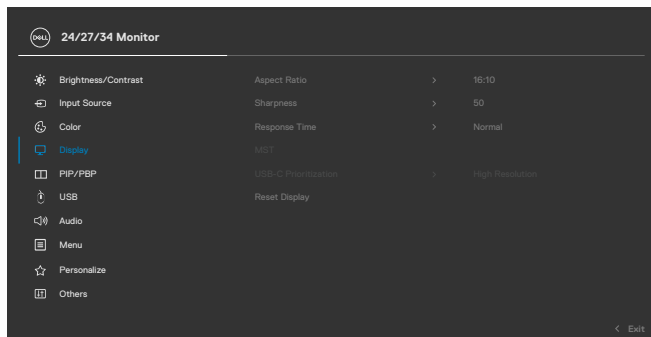 DELL 24/27/34 Monitor
Brightness/Contrast Aspect Ratio > 16:10
Input Source Sharpness > 50
Color Response Time > Normal
Display MST
PIP/PBP USB-C Prioritization > High Resolution
USB Reset Display
Audio
Menu
Personalize
Others
< Exit